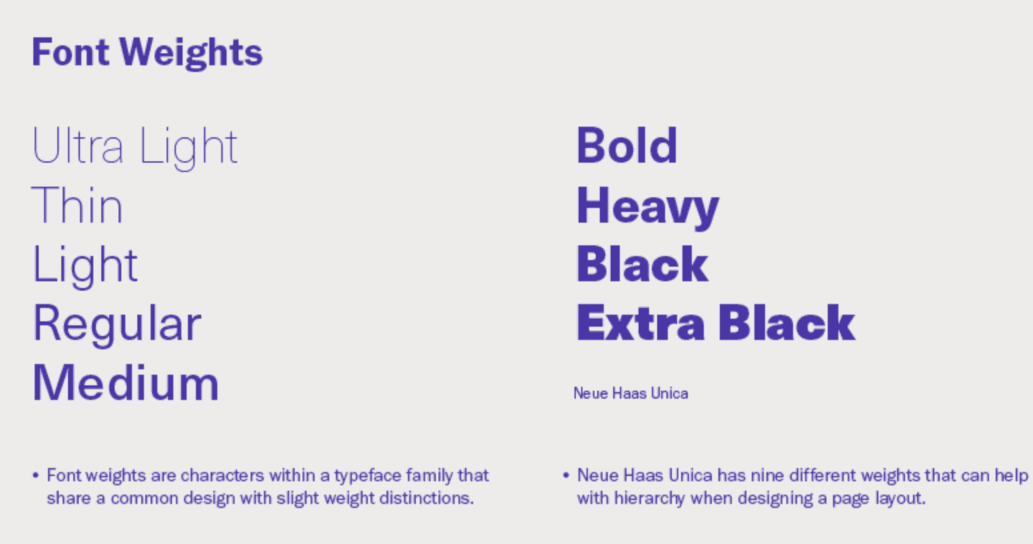 Font Weights
Ultra Light
Thin
Light
Regular
Medium
Bold
Heavy
Black
Extra Black
Neue Haas Unica
• Font weights are characters within a typeface family that
share a common design with slight weight distinctions.
• Neue Haas Unica has nine different weights that can help
with hierarchy when designing a page layout.